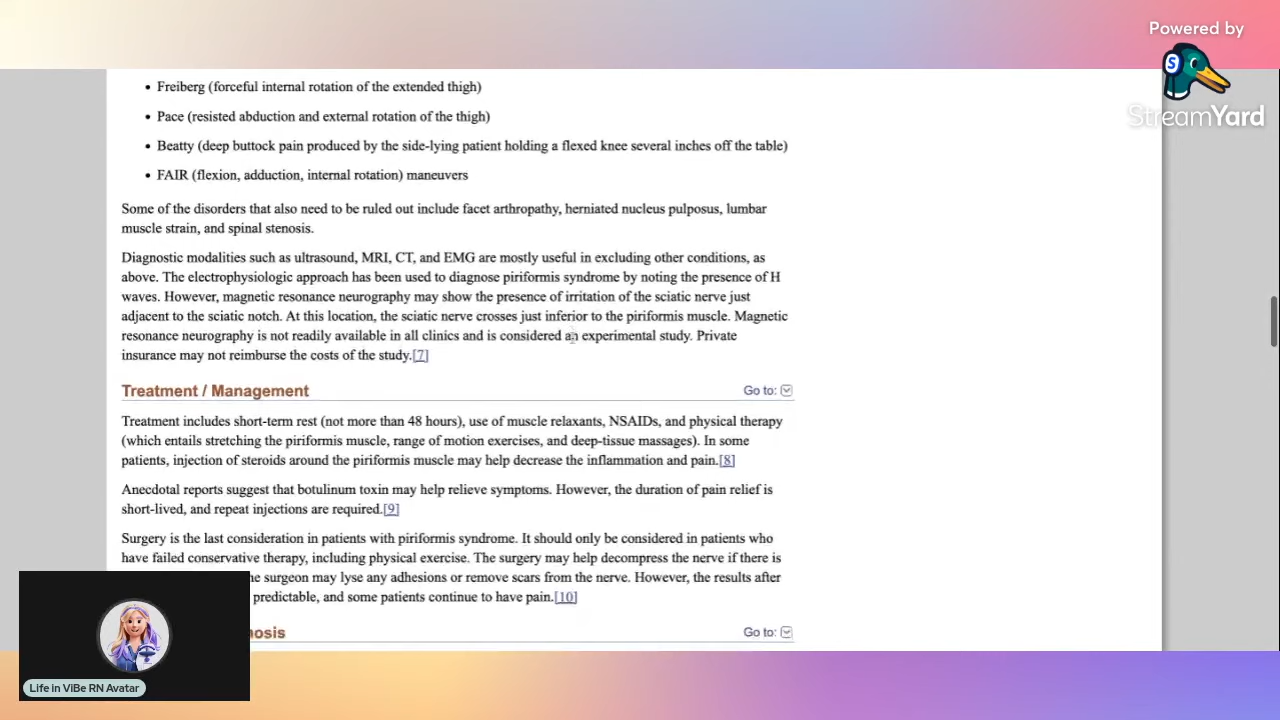 Powered by
StreamYard
• Freiberg (forceful internal rotation of the extended thigh)
• Pace (resisted abduction and external rotation of the thigh)
• Beatty (deep buttock pain produced by the side-lying patient holding a flexed knee several inches off the table)
• FAIR (flexion, adduction, internal rotation) maneuvers
Some of the disorders that also need to be ruled out include facet arthropathy, herniated nucleus pulposus, lumbar
muscle strain, and spinal stenosis.
Diagnostic modalities such as ultrasound, MRI, CT, and EMG are mostly useful in excluding other conditions, as
above. The electrophysiologic approach has been used to diagnose piriformis syndrome by noting the presence of H
waves. However, magnetic resonance neurography may show the presence of irritation of the sciatic nerve just
adjacent to the sciatic notch. At this location, the sciatic nerve crosses just inferior to the piriformis muscle. Magnetic
resonance neurography is not readily available in all clinics and is considered an experimental study. Private
insurance may not reimburse the costs of the study.[7]
Treatment / Management Go to:
Treatment includes short-term rest (not more than 48 hours), use of muscle relaxants, NSAIDs, and physical therapy
(which entails stretching the piriformis muscle, range of motion exercises, and deep-tissue massages). In some
patients, injection of steroids around the piriformis muscle may help decrease the inflammation and pain.[8]
Anecdotal reports suggest that botulinum toxin may help relieve symptoms. However, the duration of pain relief is
short-lived, and repeat injections are required.[9]
Surgery is the last consideration in patients with piriformis syndrome. It should only be considered in patients who
have failed conservative therapy, including physical exercise. The surgery may help decompress the nerve if there is
he surgeon may lyse any adhesions or remove scars from the nerve. However, the results after
predictable, and some patients continue to have pain.[10]
nosis Go to:
Life in ViBe RN Avatar